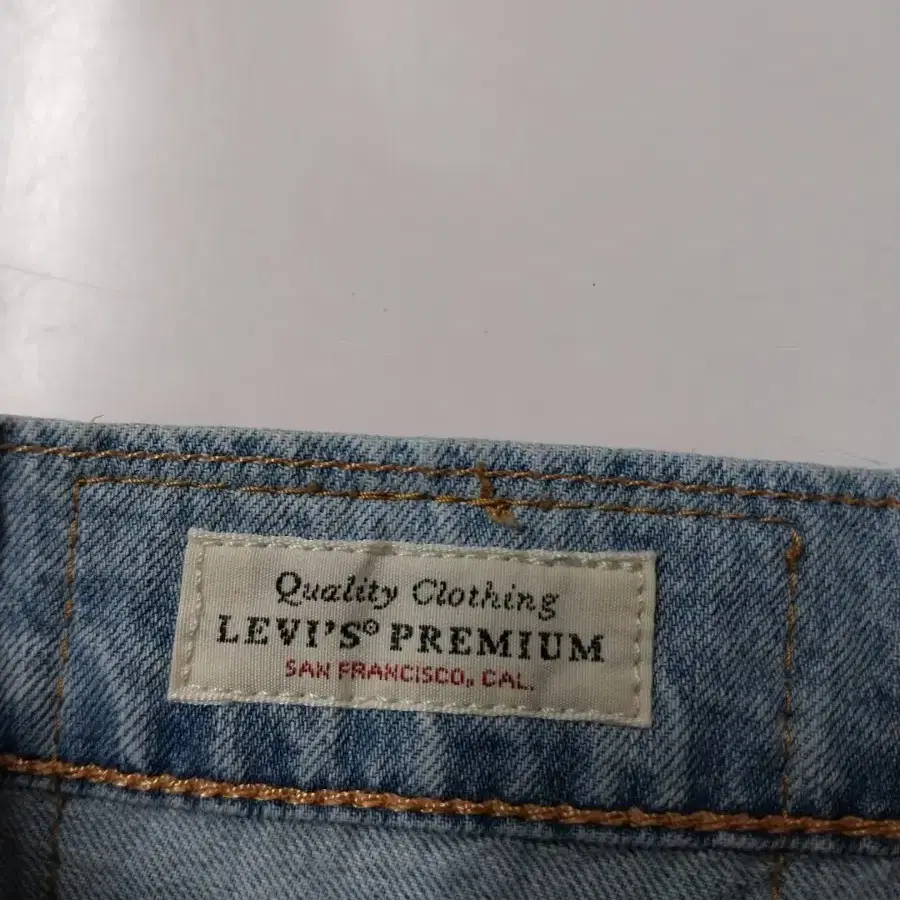 Quality Clothing
LEVI'S® PREMIUM
SAN FRANCISCO, CAL.